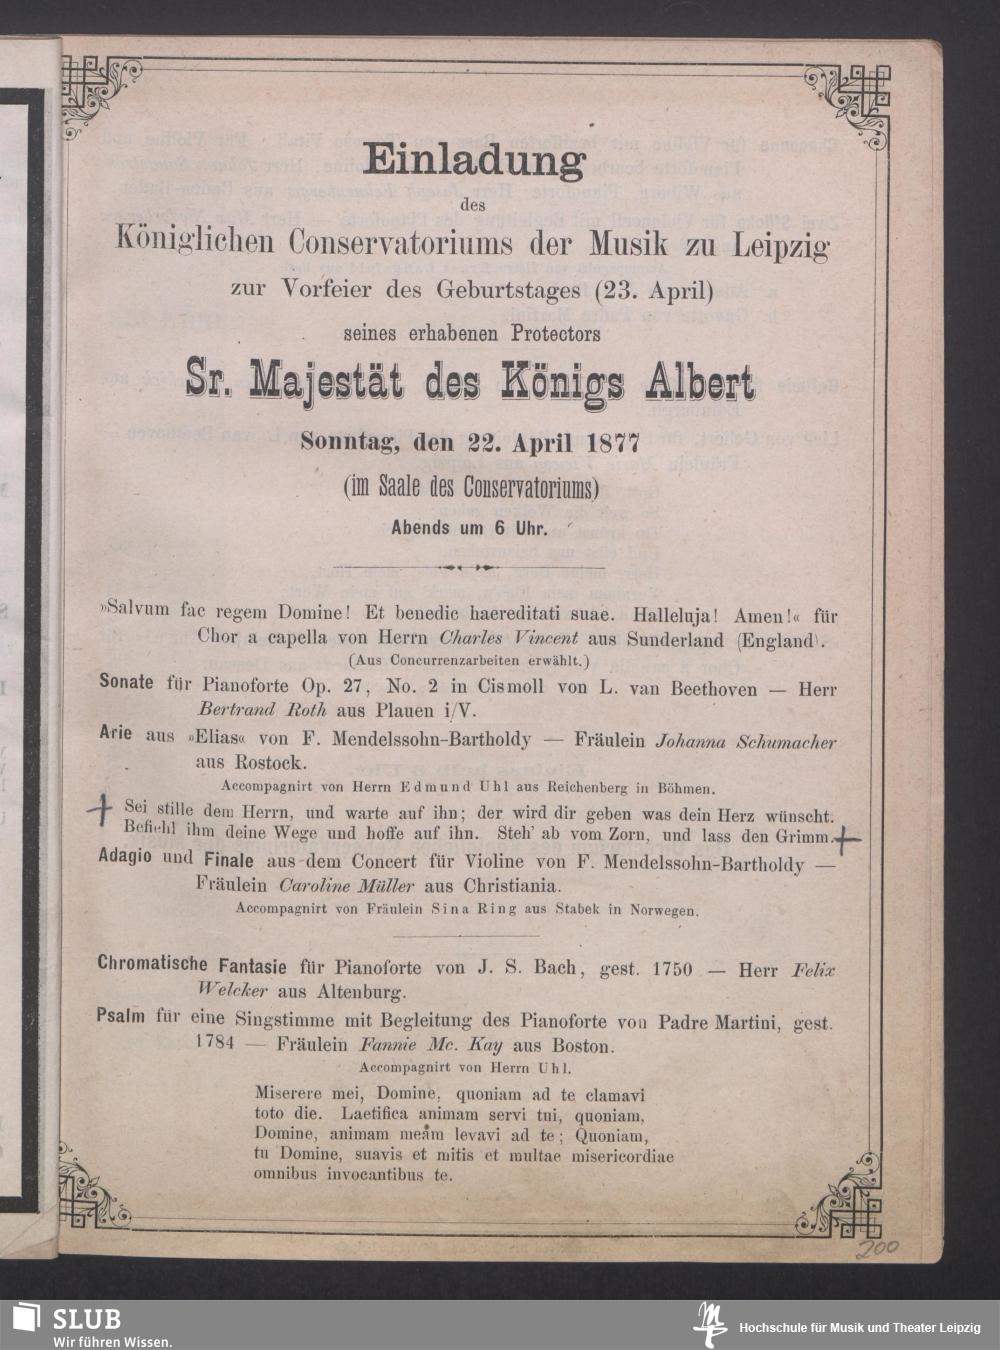 Einladung
des
Königlichen Conservatoriums der Musik zu Leipzig
zur Vorfeier des Geburtstages (23. April)
seines erhabenen Protectors
Sr. Majestät des Königs Albert
Sonntag, den 22. April 1877
(im Saale des Conservatoriums)
Abends um 6 Uhr.
»Salvum fac regem Domine! Et benedic haereditati suae. Halleluja! Amen!« für
Chor a capella von Herrn Charles Vincent aus Sunderland (England).
(Aus Concurrenzarbeiten erwählt.)
Sonate für Pianoforte Op. 27, No. 2 in Cismoll von L. van Beethoven — Herr
Bertrand Roth aus Plauen i/V.
Arie aus »Elias« von F. Mendelssohn-Bartholdy — Fräulein Johanna Schumacher
aus Rostock.
Accompagnirt von Herrn Edmund Uhl aus Reichenberg in Böhmen.
Sei stille dem Herrn, und warte auf ihn; der wird dir geben was dein Herz wünscht.
Befiehl ihm deine Wege und hoffe auf ihn. Steh' ab vom Zorn, und lass den Grimm.
Adagio und Finale aus dem Concert für Violine von F. Mendelssohn-Bartholdy —
Fräulein Caroline Müller aus Christiania.
Accompagnirt von Fräulein Sina Ring aus Stabek in Norwegen.
Chromatische Fantasie für Pianoforte von J. S. Bach, gest. 1750 — Herr Felix
Welcker aus Altenburg.
Psalm für eine Singstimme mit Begleitung des Pianoforte von Padre Martini, gest.
1784 — Fräulein Fannie Mc. Kay aus Boston.
Accompagnirt von Herrn Uhl.
Miserere mei, Domine, quoniam ad te clamavi
toto die. Laetifica animam servi tui, quoniam,
Domine, animam meam levavi ad te; Quoniam,
tu Domine, suavis et mitis et multae misericordiae
omnibus invocantibus te.
200
SLUB
Wir führen Wissen.
Hochschule für Musik und Theater Leipzig